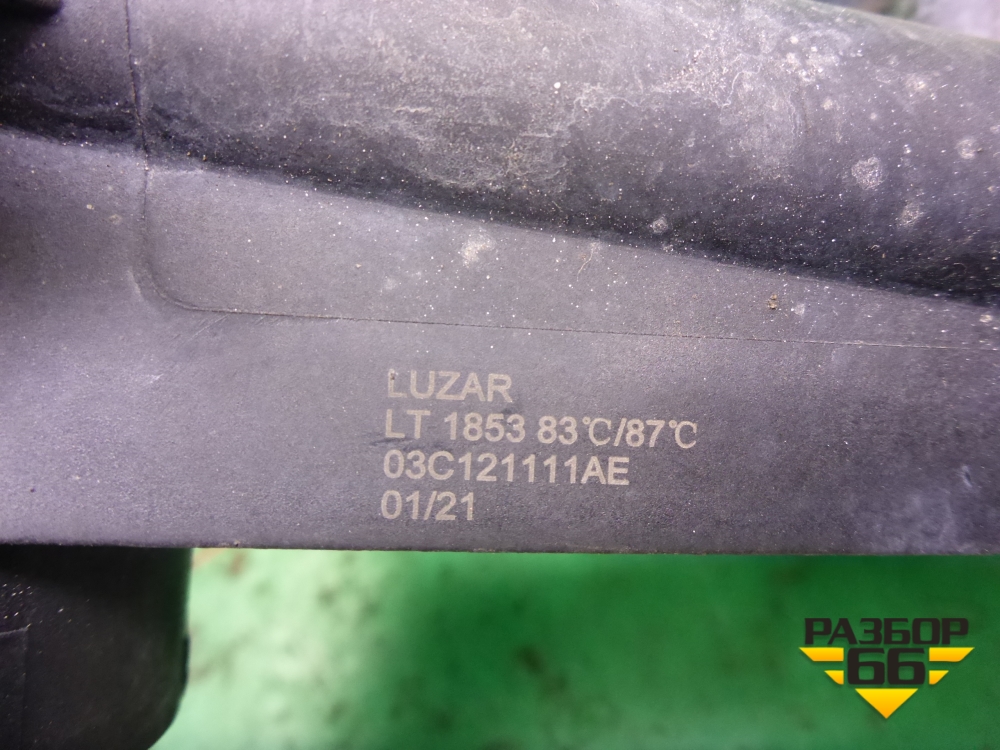 LUZAR
LT 1853 83℃/87℃
03C121111AE
01/21
РАЗБОР
66